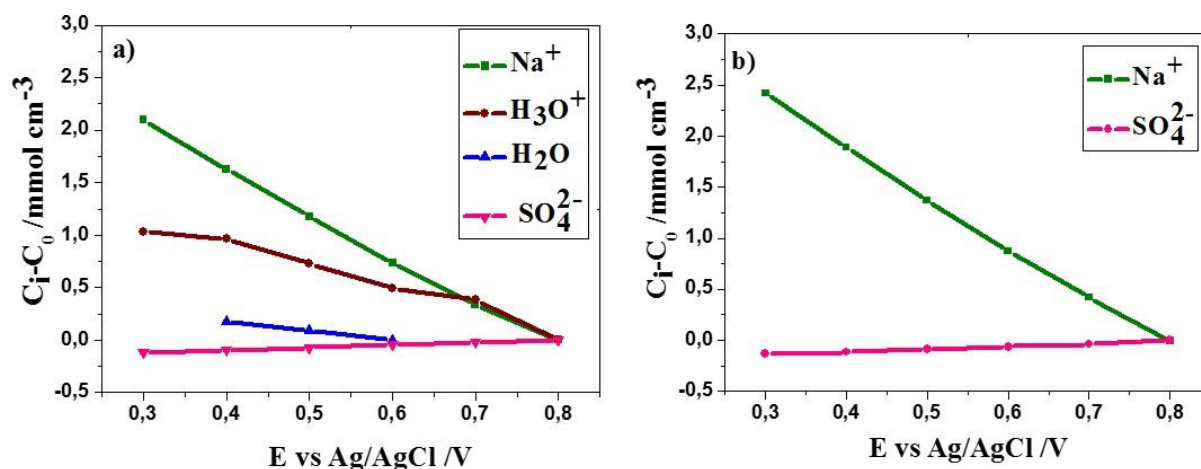 a)
Na+
H3O+
H2O
SO4 2-
3,0
2,5
2,0
1,5
1,0
0,5
0,0
-0,5
Ci-C0 /mmol cm-3
0,3 0,4 0,5 0,6 0,7 0,8
E vs Ag/AgCl /V
b)
Na+
SO4 2-
3,0
2,5
2,0
1,5
1,0
0,5
0,0
-0,5
Ci-C0 /mmol cm-3
0,3 0,4 0,5 0,6 0,7 0,8
E vs Ag/AgCl /V